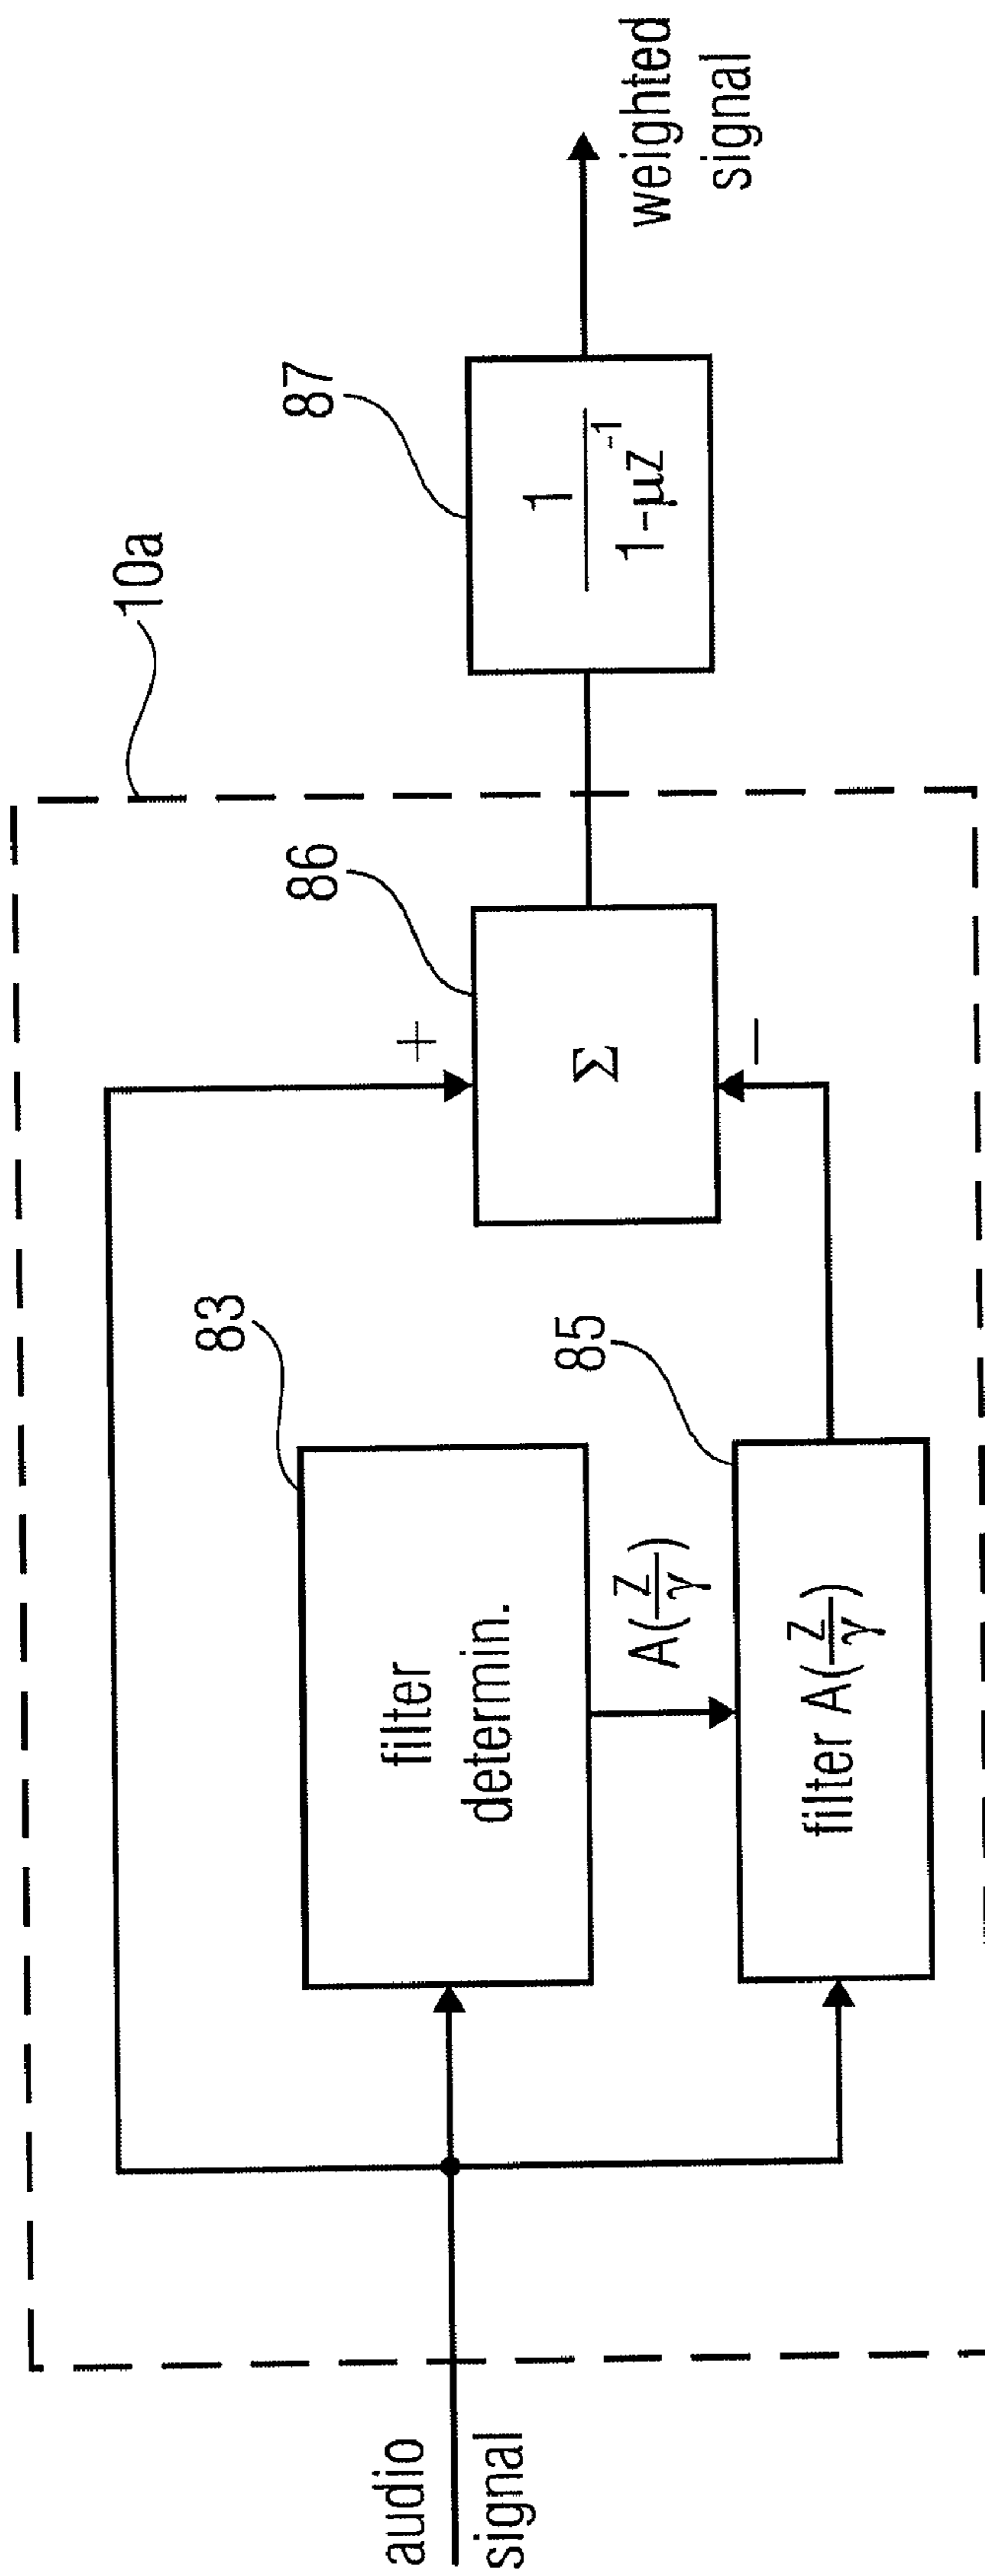 audio
signal
filter
determin.
83
A(z/γ)
filter A(z/γ)
85
+
Σ
−
86
10a
1
1-μz⁻¹
87
weighted
signal